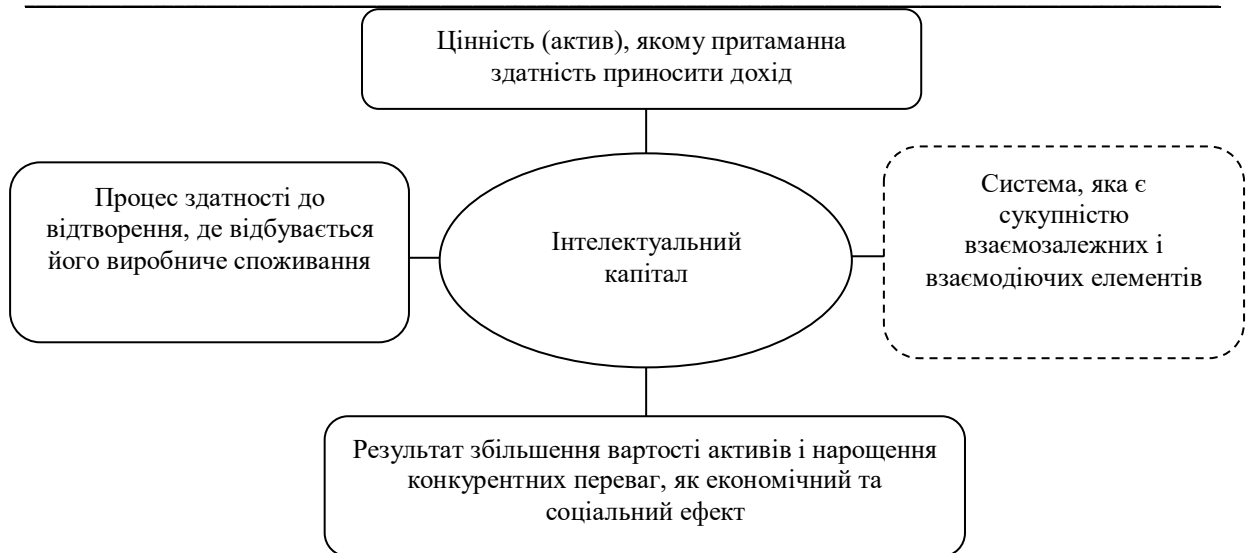 Цінність (актив), якому притаманна
здатність приносити дохід
Процес здатності до
відтворення, де відбувається
його виробниче споживання
Інтелектуальний
капітал
Система, яка є
сукупністю
взаємозалежних і
взаємодіючих елементів
Результат збільшення вартості активів і нарощення
конкурентних переваг, як економічний та
соціальний ефект